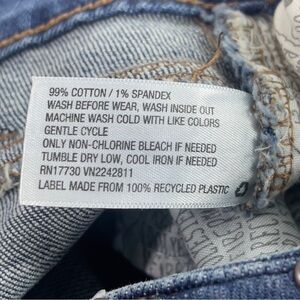 99% COTTON / 1% SPANDEX
WASH BEFORE WEAR, WASH INSIDE OUT
MACHINE WASH COLD WITH LIKE COLORS
GENTLE CYCLE
ONLY NON-CHLORINE BLEACH IF NEEDED
TUMBLE DRY LOW, COOL IRON IF NEEDED
RN17730 VN2242811
LABEL MADE FROM 100% RECYCLED PLASTIC